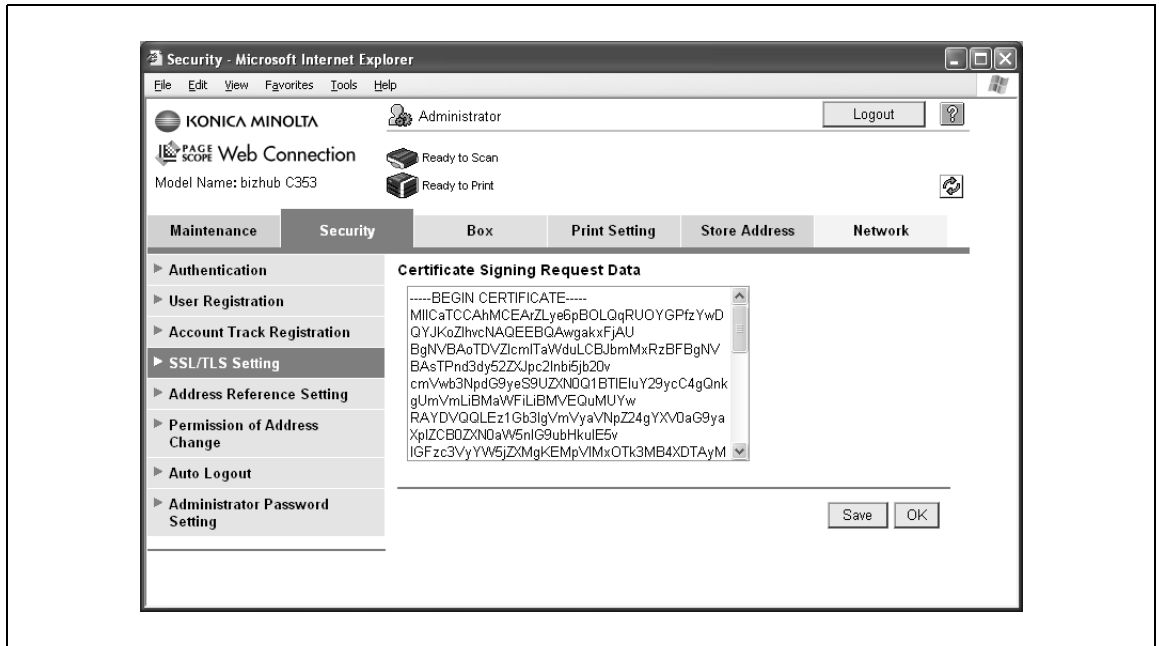 Security - Microsoft Internet Explorer
File Edit View Favorites Tools Help
KONICA MINOLTA
Administrator
Logout
?
PAGE SCOPE Web Connection
Ready to Scan
Model Name: bizhub C353
Ready to Print
Maintenance Security Box Print Setting Store Address Network
Authentication
User Registration
Account Track Registration
SSL/TLS Setting
Address Reference Setting
Permission of Address
Change
Auto Logout
Administrator Password
Setting
Certificate Signing Request Data
-----BEGIN CERTIFICATE-----
MIICaTCCAhMCEArZLye6pBOLQqRUOYGPfzYwD
QYJKoZIhvcNAQEEBQAwgakxFjAU
BgNVBAoTDVZlcmlTaWduLCBJbmMxRzBFBgNV
BAsTPnd3dy52ZXJpc2lnbi5jb20v
cmVwb3NpdG9yeS9UZXN0Q1BTIEluY29ycC4gQnk
gUmVmLiBMaWFiLiBMVEQuMUYw
RAYDVQQLEz1Gb3IgVmVyaVNpZ24gYXV0aG9ya
XplZCB0ZXN0aW5nIG9ubHkuIE5v
IGFzc3VyYW5jZXMgKEMpVlMxOTk3MB4XDTAyM
Save OK